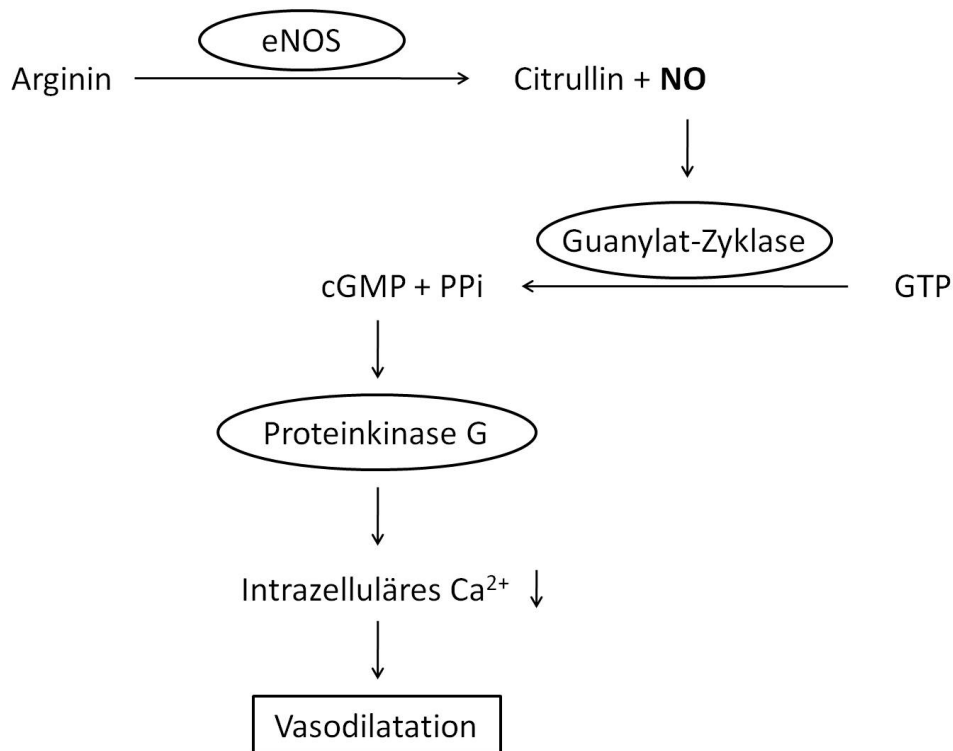 eNOS
Arginin
Citrullin + NO
Guanylat-Zyklase
cGMP + PPi
GTP
Proteinkinase G
Intrazelluläres Ca²⁺ ↓
Vasodilatation